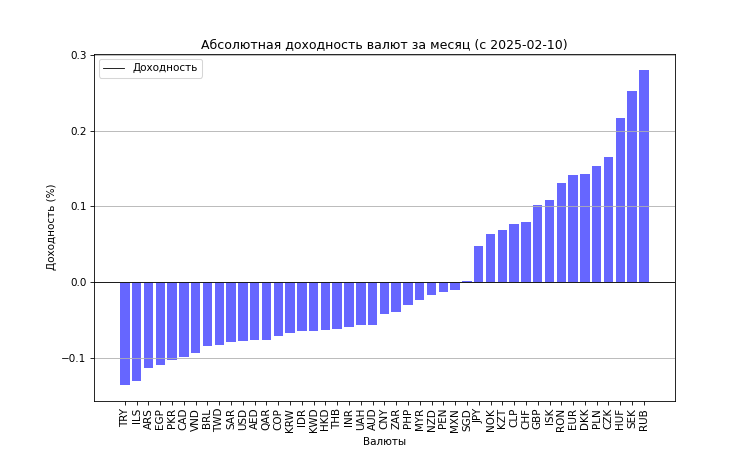 Абсолютная доходность валют за месяц (с 2025-02-10)
Доходность
Доходность (%)
0.3
0.2
0.1
0.0
−0.1
TRY ILS ARS EGP PKR CAD VND BRL TWD SAR USD AED QAR COP KRW IDR KWD HKD THB INR UAH AUD CNY ZAR PHP MYR NZD PEN MXN SGD JPY NOK KZT CLP CHF GBP ISK RON EUR DKK PLN CZK HUF SEK RUB
Валюты